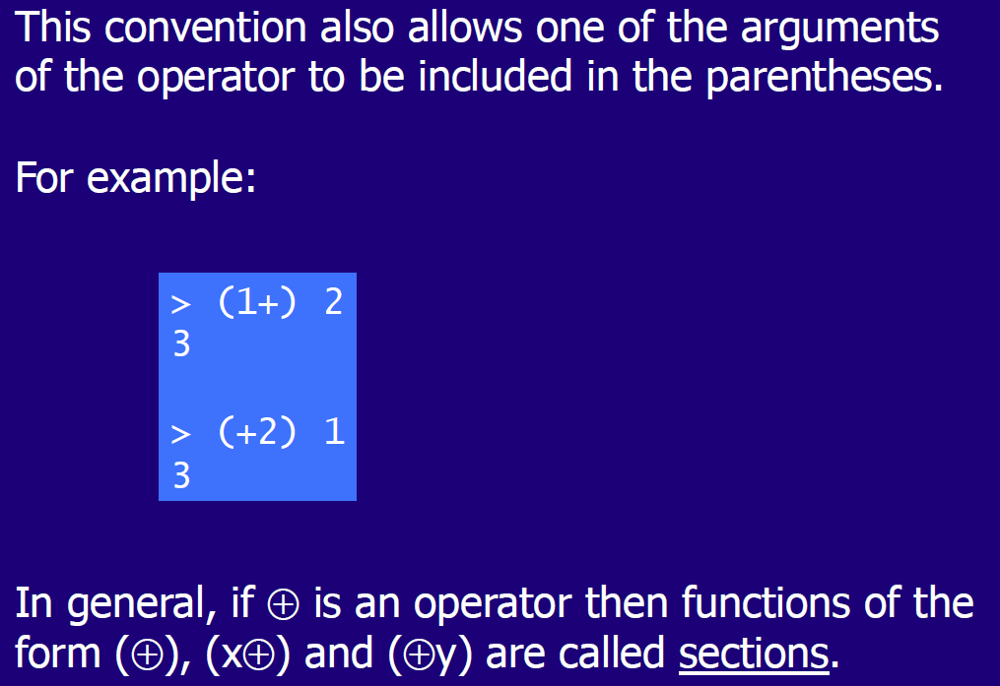 This convention also allows one of the arguments
of the operator to be included in the parentheses.
For example:
> (1+) 2
3
> (+2) 1
3
In general, if ⊕ is an operator then functions of the
form (⊕), (x⊕) and (⊕y) are called sections.